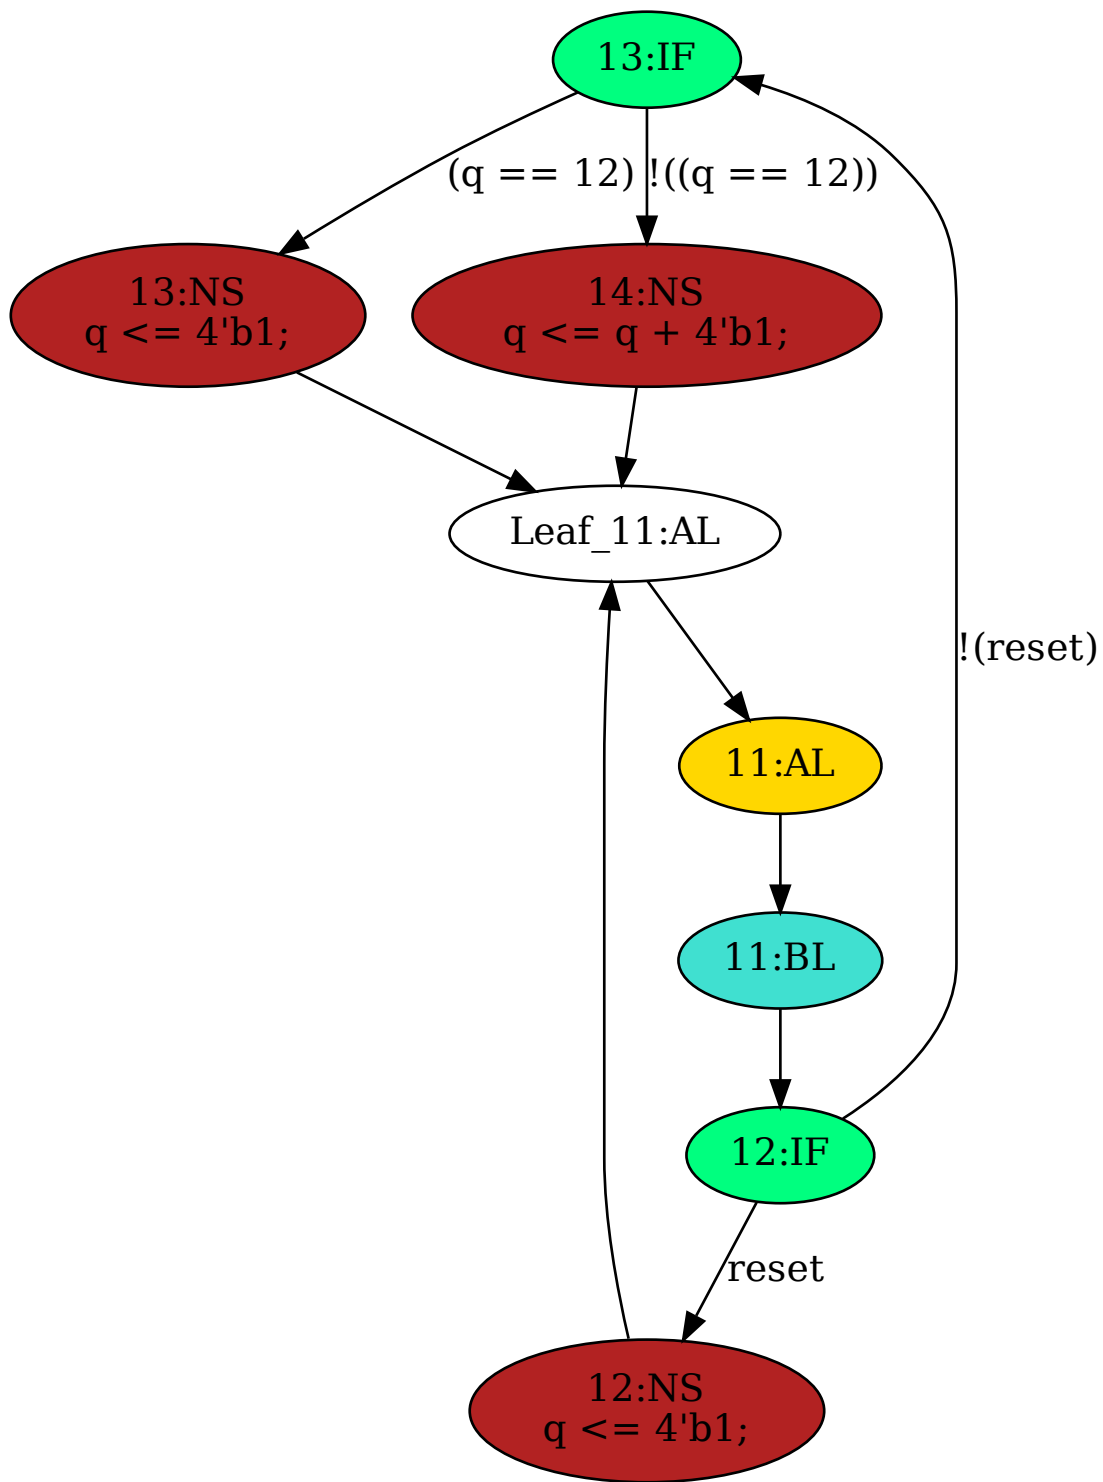 13:IF
(q == 12)
!((q == 12))
13:NS
q <= 4'b1;
14:NS
q <= q + 4'b1;
Leaf_11:AL
!(reset)
11:AL
11:BL
12:IF
reset
12:NS
q <= 4'b1;